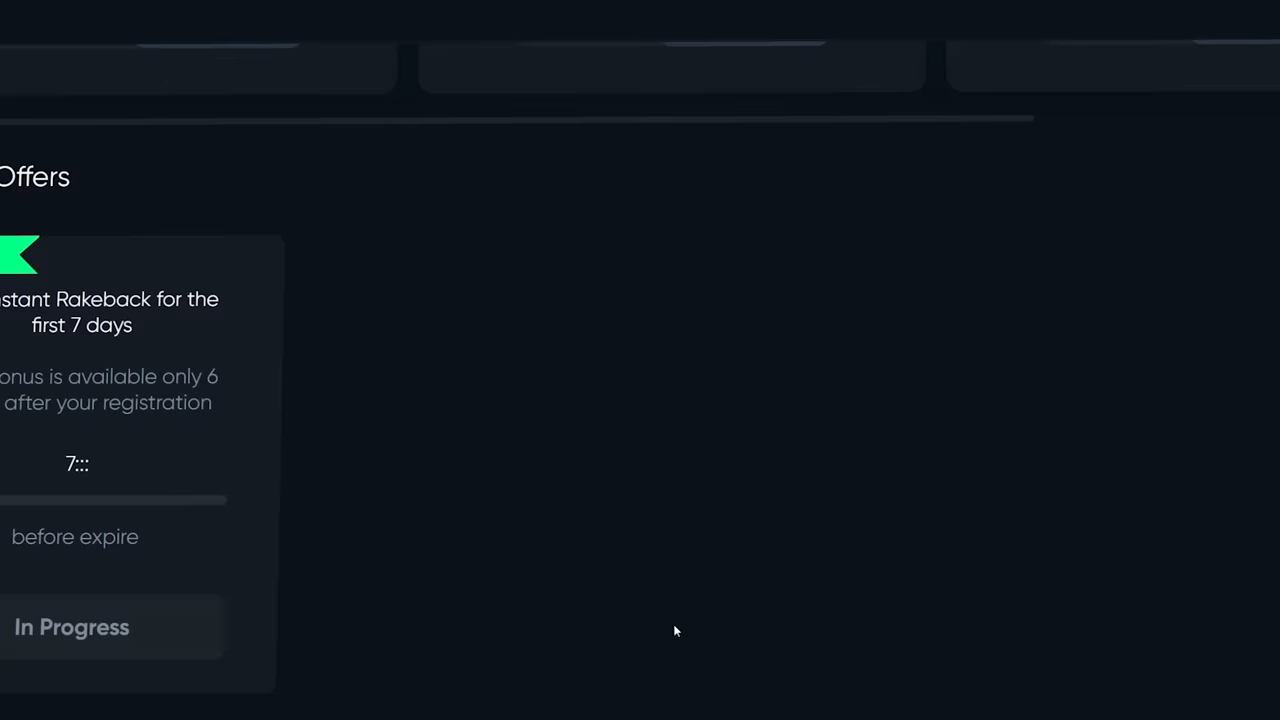 Offers
nstant Rakeback for the
first 7 days
onus is available only 6
after your registration
7:::
before expire
In Progress